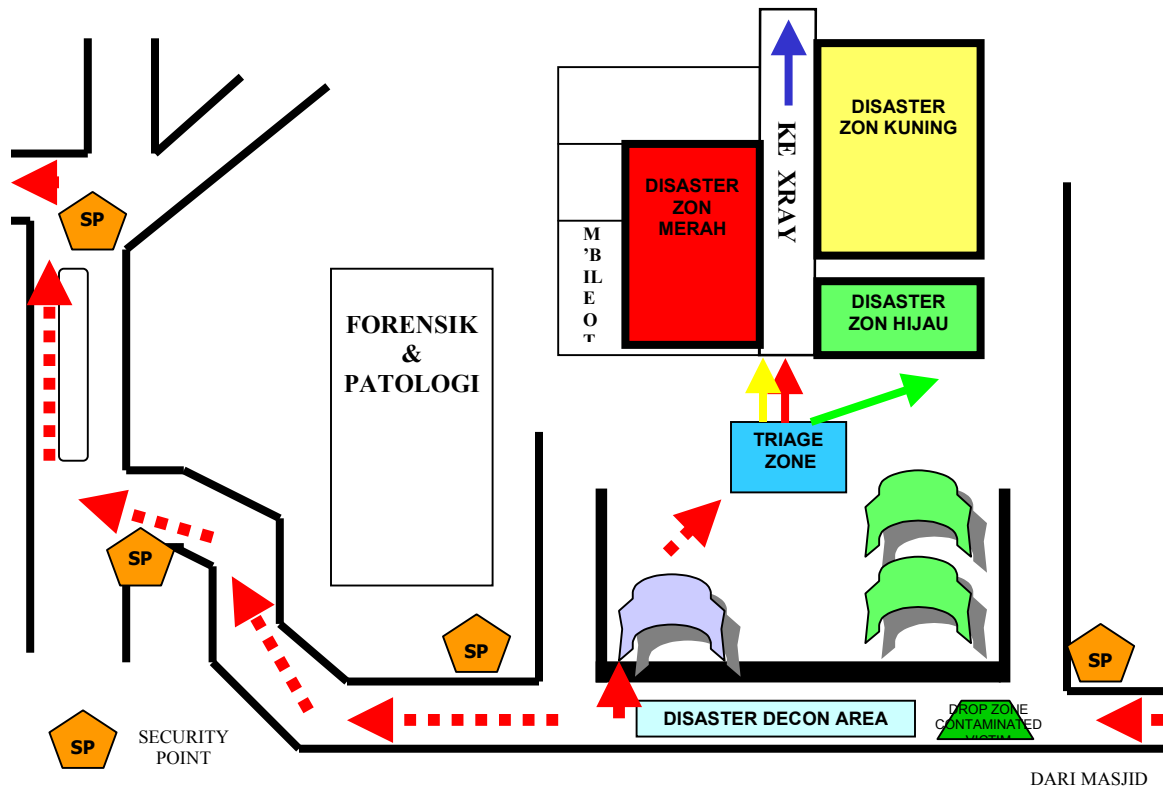 KE XRAY
DISASTER
ZON KUNING
SP
DISASTER
ZON
MERAH
M
'B
IL
E
O
T
DISASTER
ZON HIJAU
FORENSIK
&
PATOLOGI
TRIAGE
ZONE
SP
SP
SP
DISASTER DECON AREA
DROP ZONE
CONTAMINATED
VICTIM
SP
SECURITY
POINT
DARI MASJID